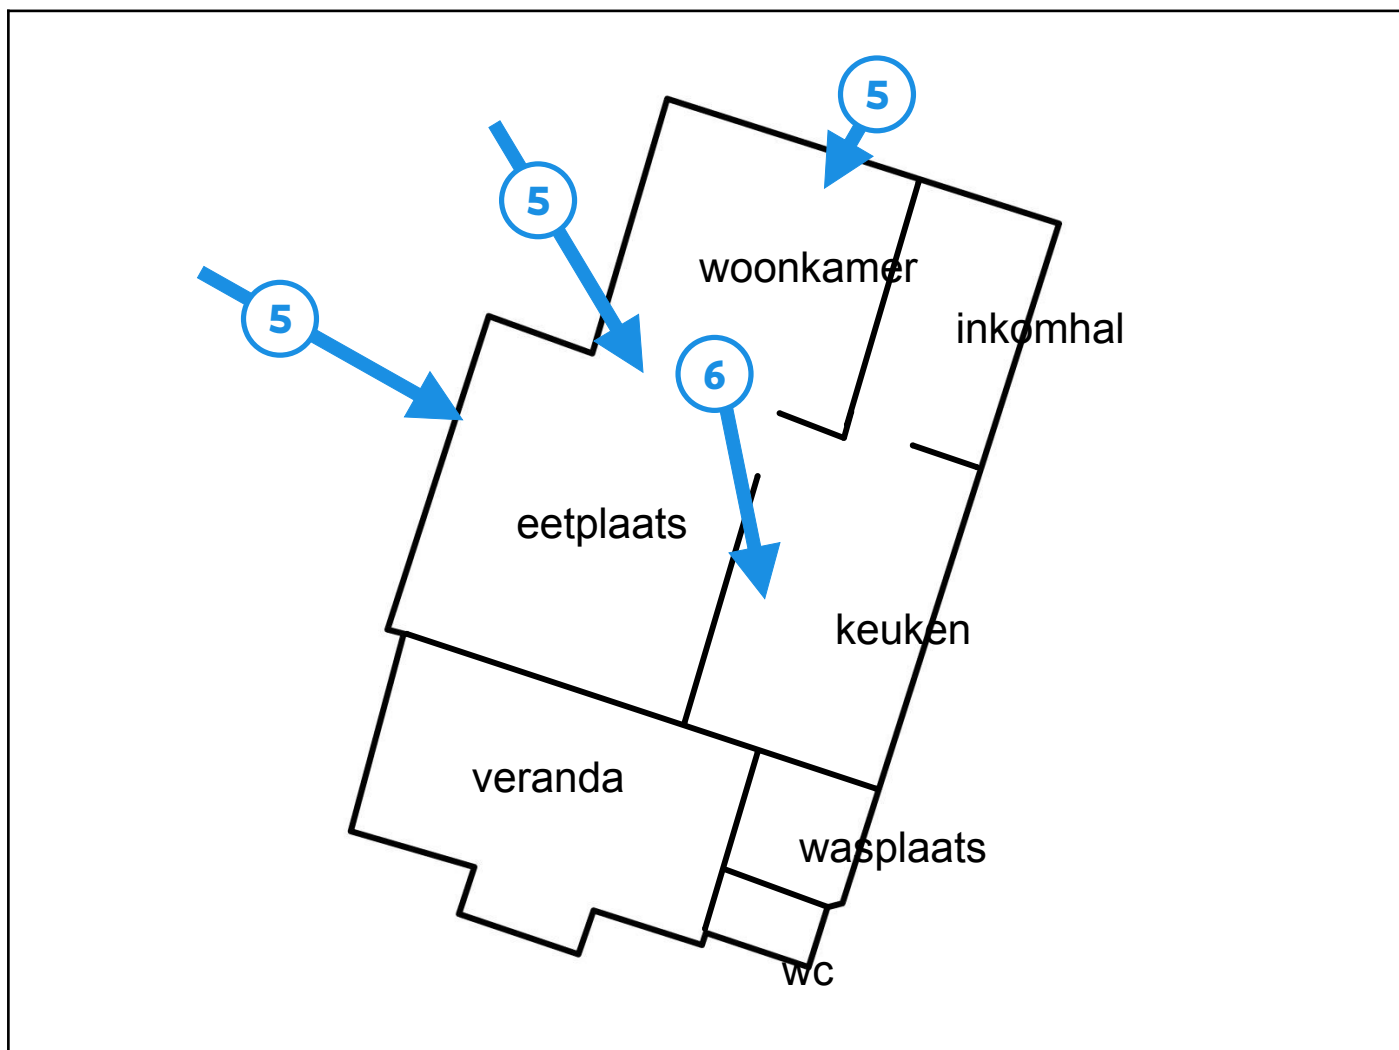 5
5
woonkamer
5
inkomhal
6
eetplaats
keuken
veranda
wasplaats
wc